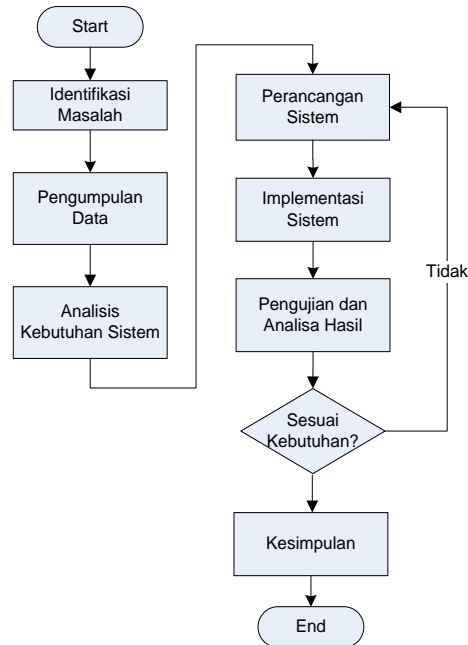 Start
Identifikasi
Masalah
Pengumpulan
Data
Analisis
Kebutuhan Sistem
Perancangan
Sistem
Implementasi
Sistem
Pengujian dan
Analisa Hasil
Sesuai
Kebutuhan?
Tidak
Kesimpulan
End